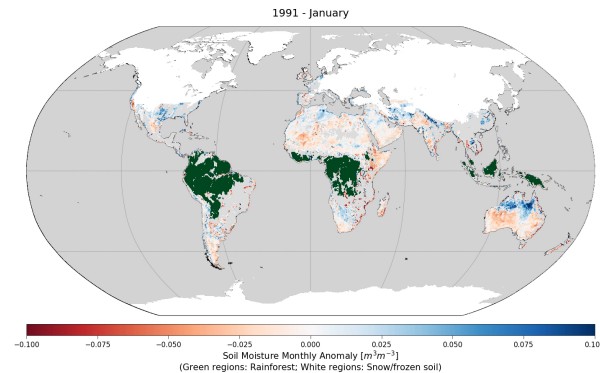 1991 - January
−0.100 −0.075 −0.050 −0.025 0.000 0.025 0.050 0.075 0.100
Soil Moisture Monthly Anomaly [m³m⁻³]
(Green regions: Rainforest; White regions: Snow/frozen soil)